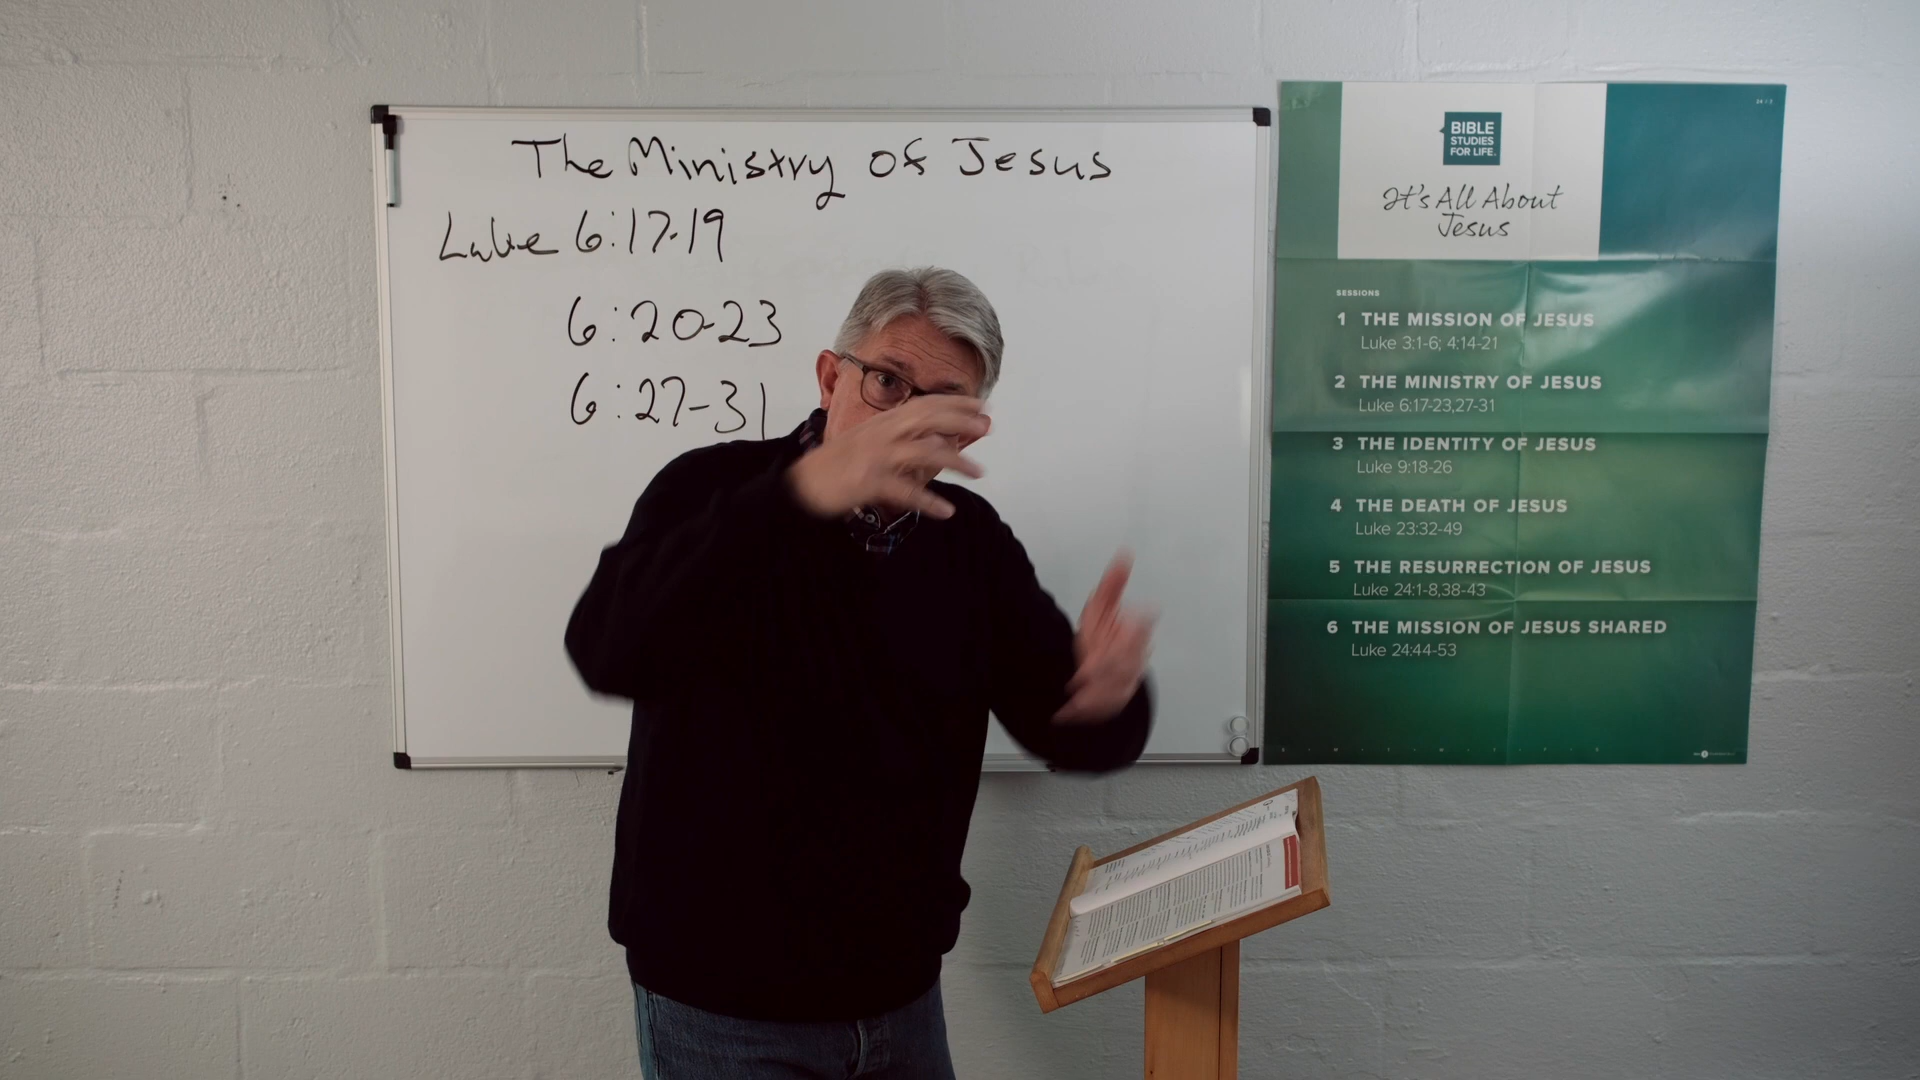 The Ministry of Jesus
Luke 6:17-19
6:20-23
6:27-31
BIBLE
STUDIES
FOR LIFE.
It's All About
Jesus
SESSIONS
1 THE MISSION OF JESUS
Luke 3:1-6; 4:14-21
2 THE MINISTRY OF JESUS
Luke 6:17-23,27-31
3 THE IDENTITY OF JESUS
Luke 9:18-26
4 THE DEATH OF JESUS
Luke 23:32-49
5 THE RESURRECTION OF JESUS
Luke 24:1-8,38-43
6 THE MISSION OF JESUS SHARED
Luke 24:44-53